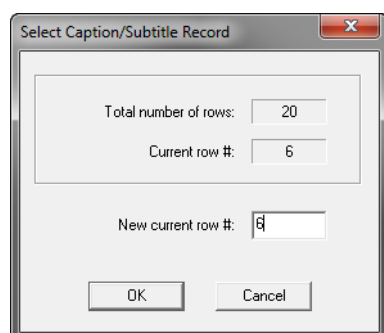 Select Caption/Subtitle Record
Total number of rows: 20
Current row #: 6
New current row #: 6
OK Cancel